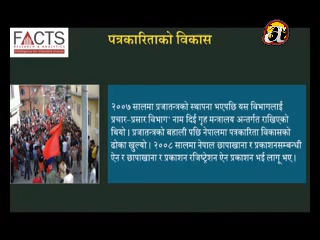 FACTS
RESEARCH & ANALYTICS
पत्रकारिताको विकास
२००७ सालमा प्रजातन्त्रको स्थापना भएपछि यस विभागलाई
प्रचार-प्रसार विभाग' नाम दिई गृह मन्त्रालय अन्तर्गत राखिएको
थियो । प्रजातन्त्रको बहाली पछि नेपालमा पत्रकारिता विकासको
ढोका खुल्यो । २००८ सालमा नेपाल छापाखाना र प्रकाशनसम्बन्धी
ऐन र छापाखाना र प्रकाशन रजिष्ट्रेशन ऐन प्रकाशन भई लागू भए ।